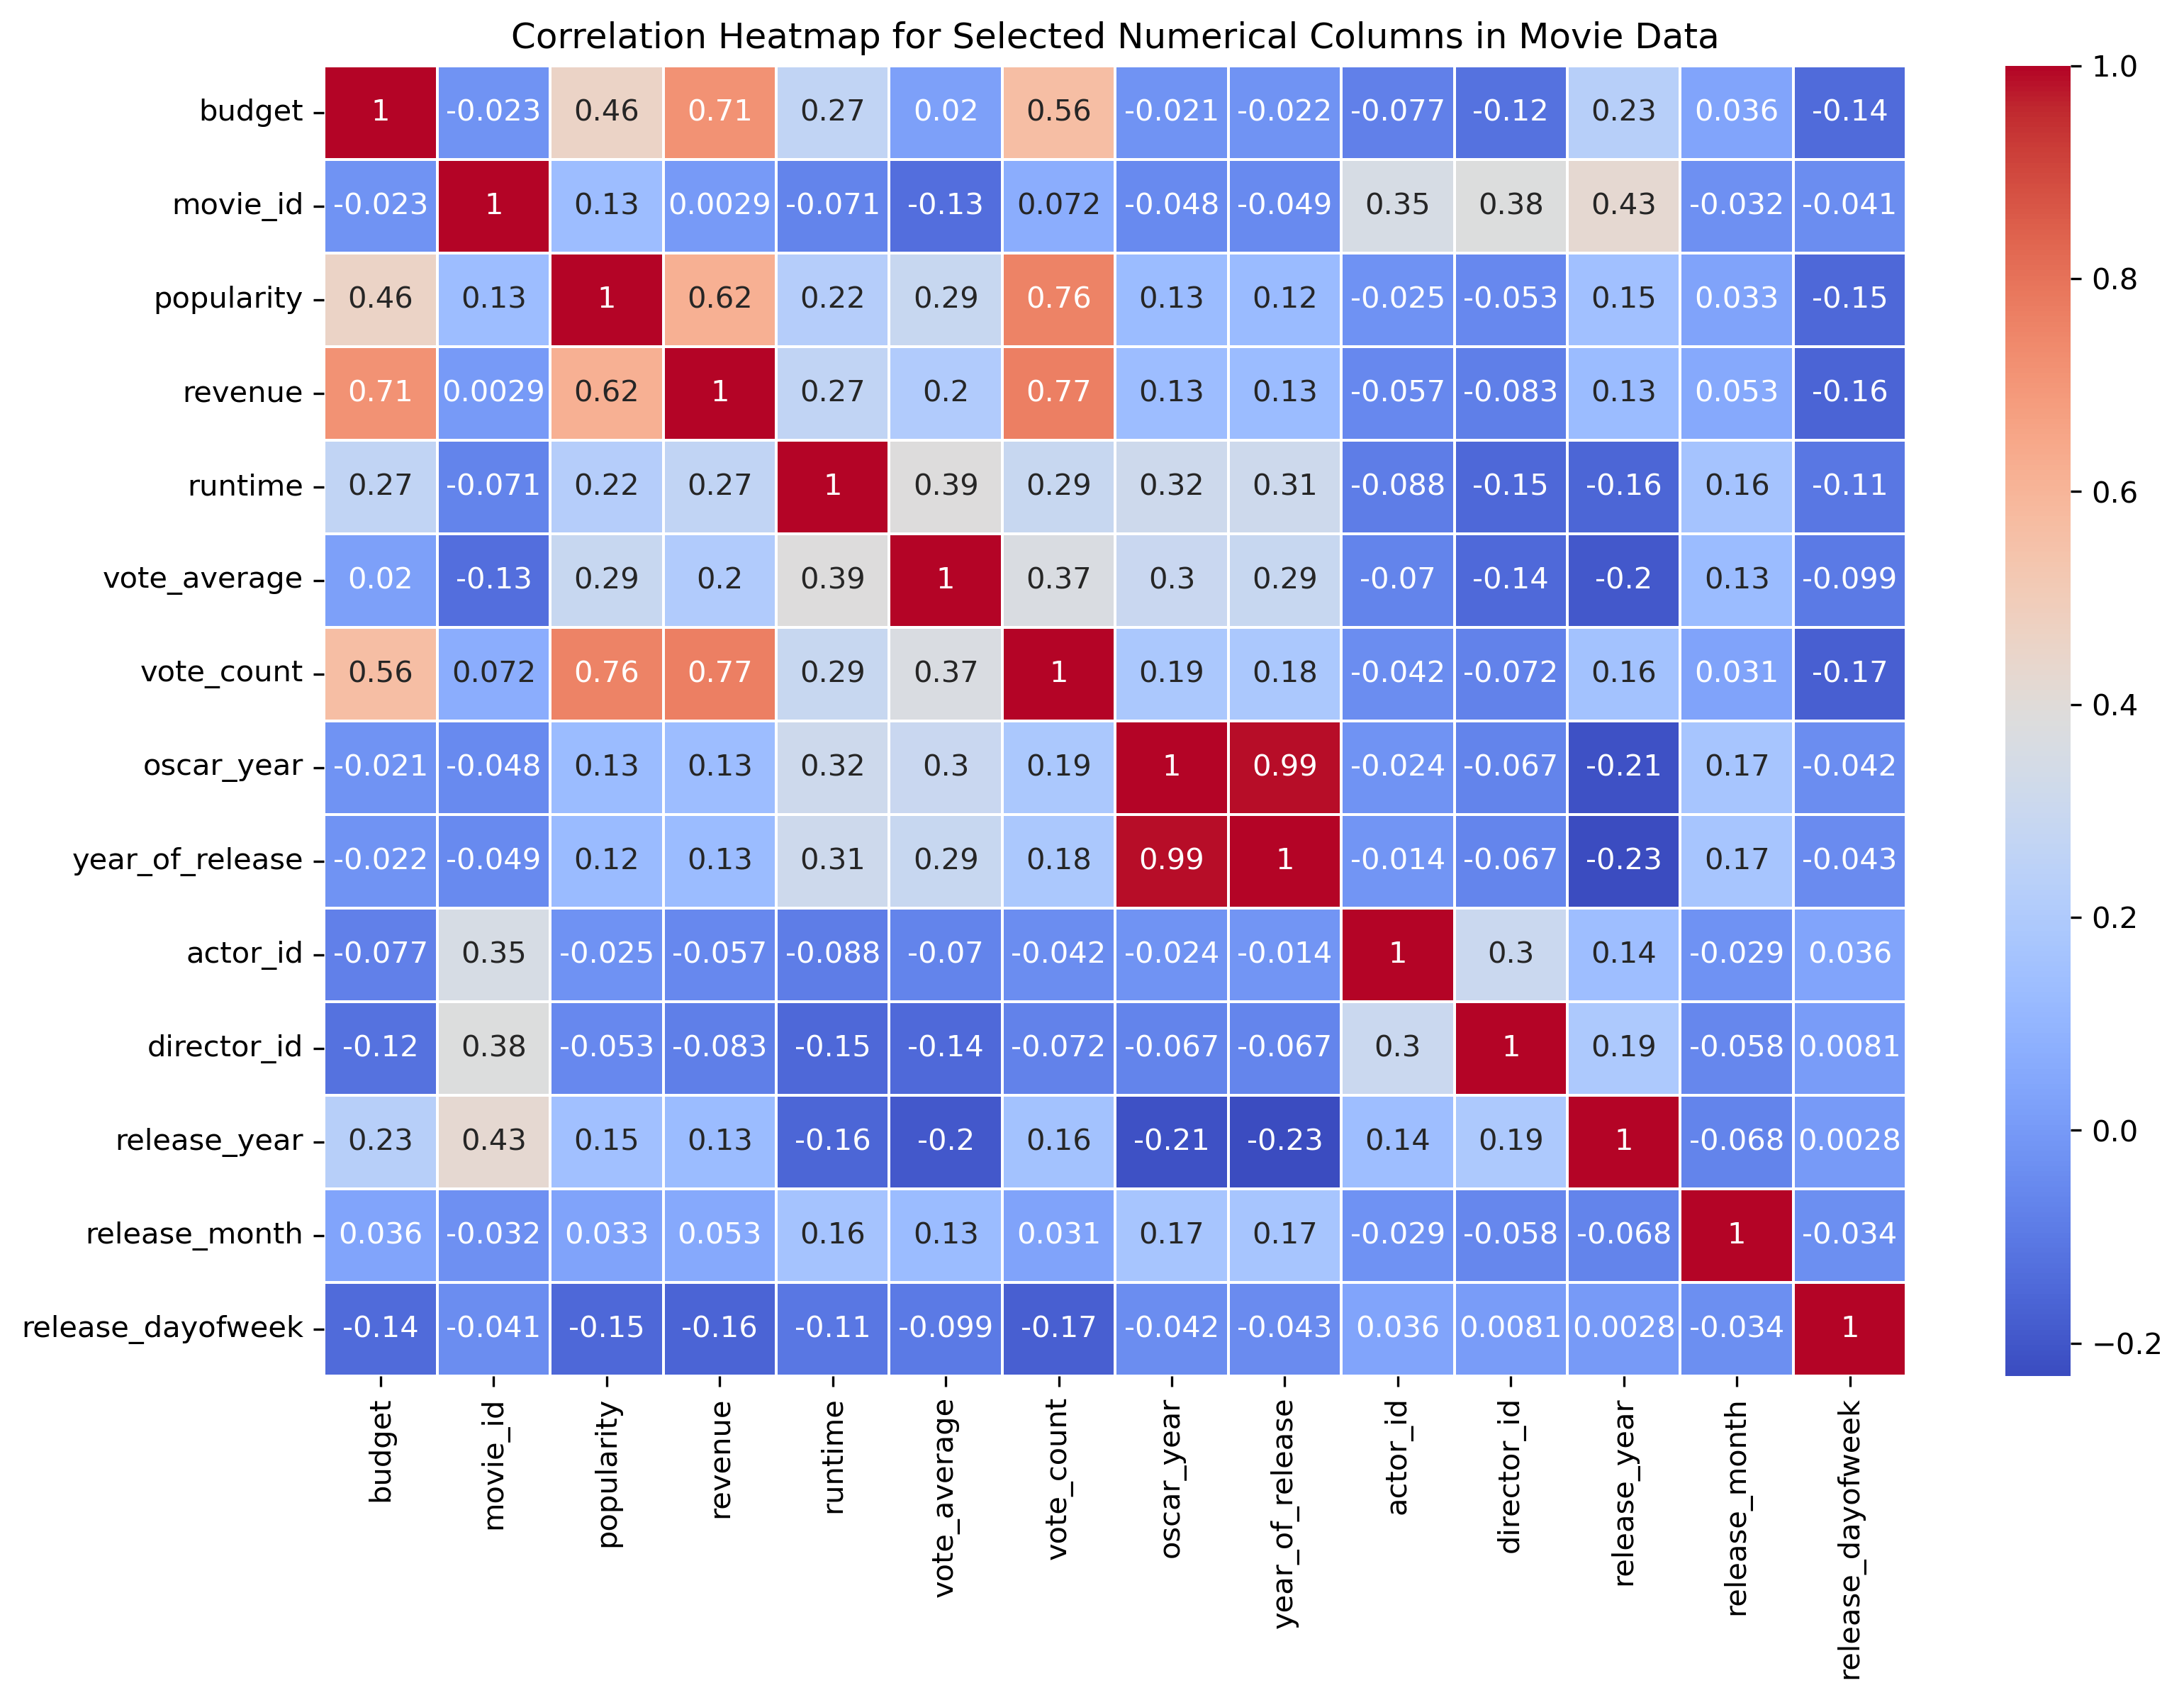 Correlation Heatmap for Selected Numerical Columns in Movie Data
budget 1 -0.023 0.46 0.71 0.27 0.02 0.56 -0.021 -0.022 -0.077 -0.12 0.23 0.036 -0.14
movie_id -0.023 1 0.13 0.0029 -0.071 -0.13 0.072 -0.048 -0.049 0.35 0.38 0.43 -0.032 -0.041
popularity 0.46 0.13 1 0.62 0.22 0.29 0.76 0.13 0.12 -0.025 -0.053 0.15 0.033 -0.15
revenue 0.71 0.0029 0.62 1 0.27 0.2 0.77 0.13 0.13 -0.057 -0.083 0.13 0.053 -0.16
runtime 0.27 -0.071 0.22 0.27 1 0.39 0.29 0.32 0.31 -0.088 -0.15 -0.16 0.16 -0.11
vote_average 0.02 -0.13 0.29 0.2 0.39 1 0.37 0.3 0.29 -0.07 -0.14 -0.2 0.13 -0.099
vote_count 0.56 0.072 0.76 0.77 0.29 0.37 1 0.19 0.18 -0.042 -0.072 0.16 0.031 -0.17
oscar_year -0.021 -0.048 0.13 0.13 0.32 0.3 0.19 1 0.99 -0.024 -0.067 -0.21 0.17 -0.042
year_of_release -0.022 -0.049 0.12 0.13 0.31 0.29 0.18 0.99 1 -0.014 -0.067 -0.23 0.17 -0.043
actor_id -0.077 0.35 -0.025 -0.057 -0.088 -0.07 -0.042 -0.024 -0.014 1 0.3 0.14 -0.029 0.036
director_id -0.12 0.38 -0.053 -0.083 -0.15 -0.14 -0.072 -0.067 -0.067 0.3 1 0.19 -0.058 0.0081
release_year 0.23 0.43 0.15 0.13 -0.16 -0.2 0.16 -0.21 -0.23 0.14 0.19 1 -0.068 0.0028
release_month 0.036 -0.032 0.033 0.053 0.16 0.13 0.031 0.17 0.17 -0.029 -0.058 -0.068 1 -0.034
release_dayofweek -0.14 -0.041 -0.15 -0.16 -0.11 -0.099 -0.17 -0.042 -0.043 0.036 0.0081 0.0028 -0.034 1
budget
movie_id
popularity
revenue
runtime
vote_average
vote_count
oscar_year
year_of_release
actor_id
director_id
release_year
release_month
release_dayofweek
1.0
0.8
0.6
0.4
0.2
0.0
−0.2